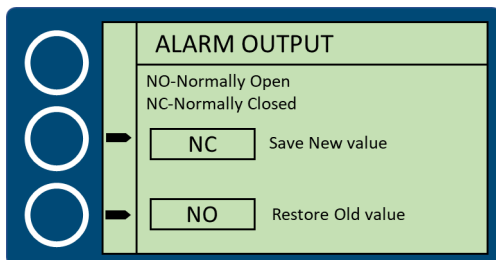 ALARM OUTPUT
NO-Normally Open
NC-Normally Closed
NC Save New value
NO Restore Old value